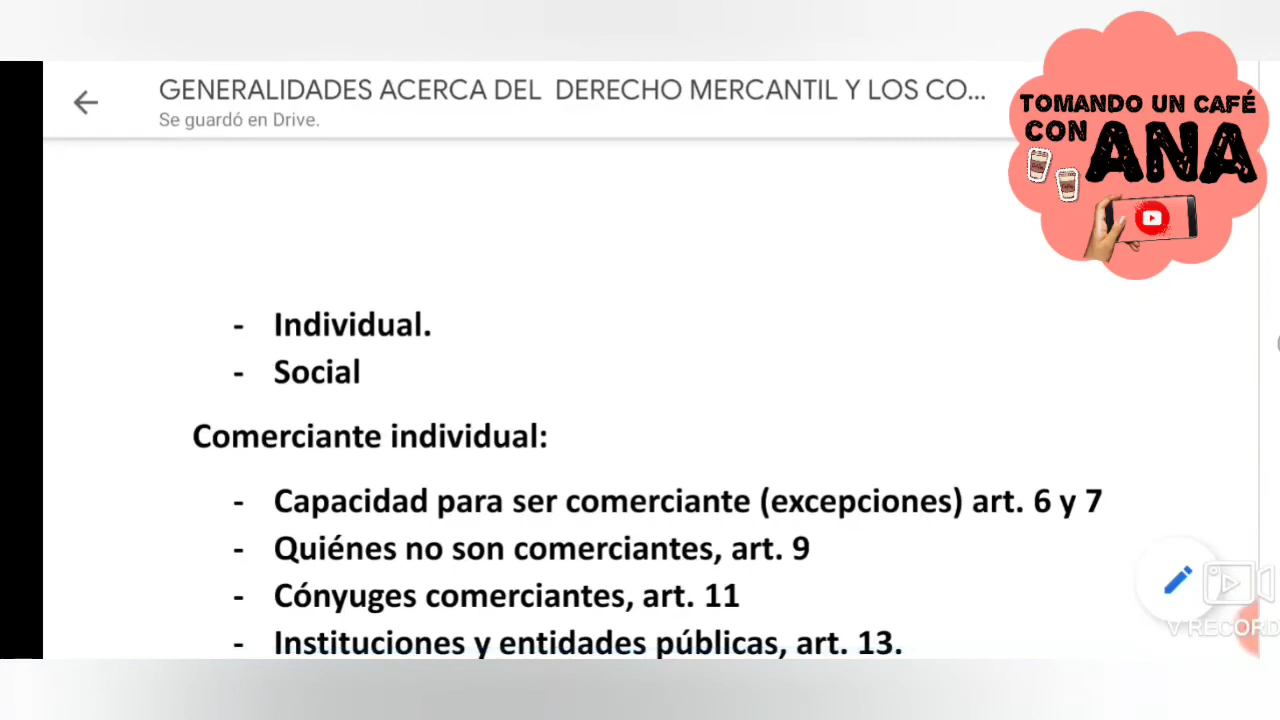 GENERALIDADES ACERCA DEL DERECHO MERCANTIL Y LOS CO...
Se guardó en Drive.
TOMANDO UN CAFÉ
CON ANA
- Individual.
- Social
Comerciante individual:
- Capacidad para ser comerciante (excepciones) art. 6 y 7
- Quiénes no son comerciantes, art. 9
- Cónyuges comerciantes, art. 11
- Instituciones y entidades públicas, art. 13.
V RECORD